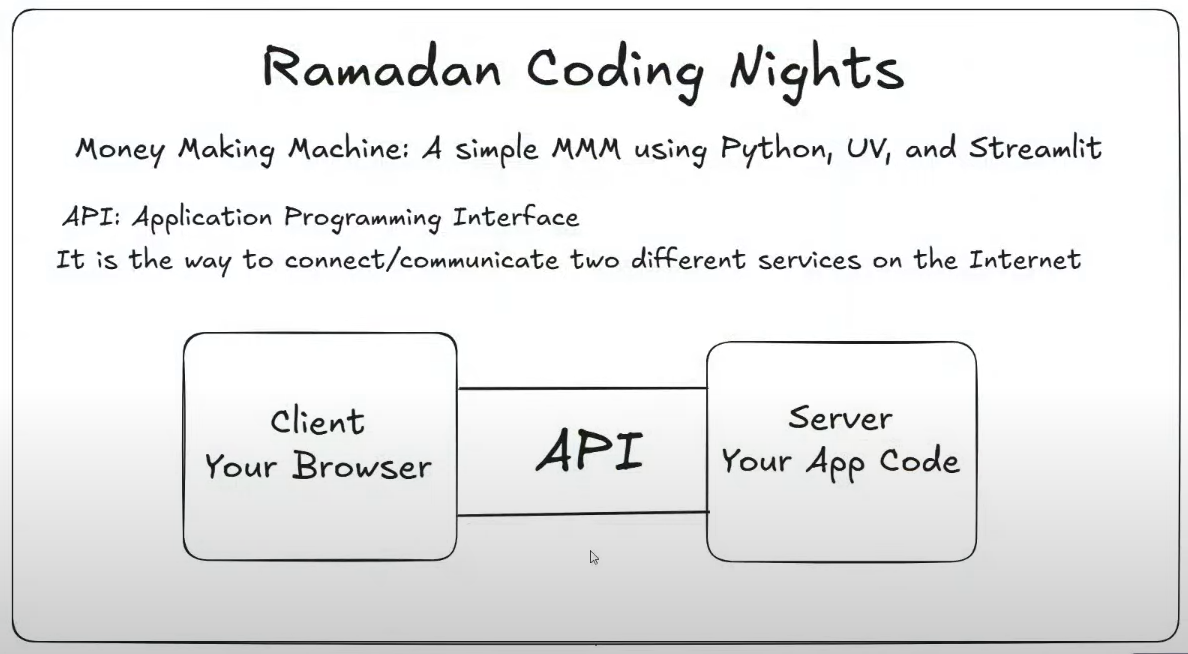 Ramadan Coding Nights
Money Making Machine: A simple MMM using Python, UV, and Streamlit
API: Application Programming Interface
It is the way to connect/communicate two different services on the Internet
Client
Your Browser
API
Server
Your App Code